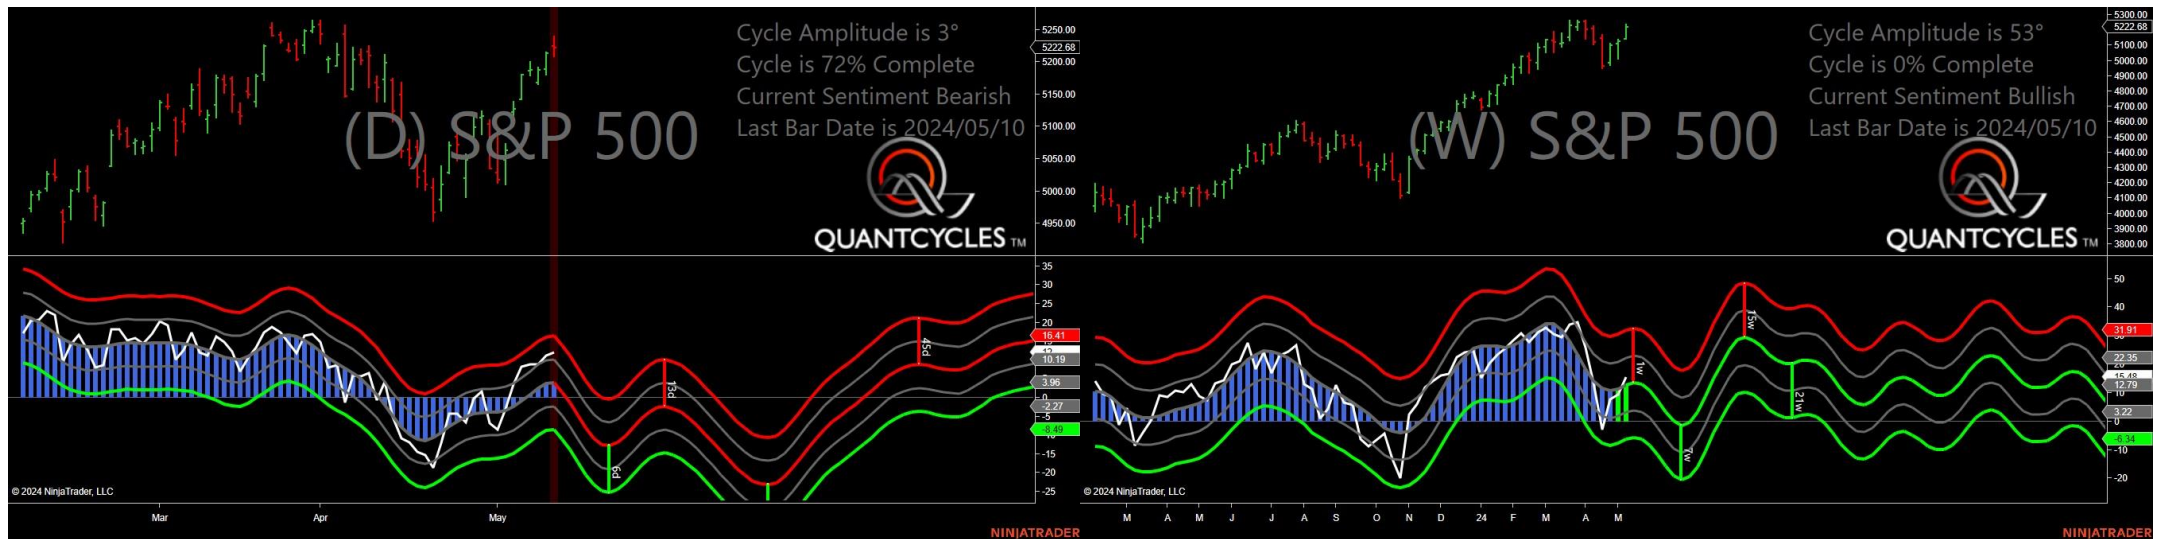 Cycle Amplitude is 3°
Cycle is 72% Complete
Current Sentiment Bearish
Last Bar Date is 2024/05/10
(D) S&P 500
QUANTCYCLES TM
5250.00
5222.68
5200.00
5150.00
5100.00
5050.00
5000.00
4950.00
35
30
25
20
16.41
10.19
3.96
0
-2.27
-5
-8.49
-15
-20
-25
6d
13d
45d
© 2024 NinjaTrader, LLC
Mar Apr May
NINJATRADER
Cycle Amplitude is 53°
Cycle is 0% Complete
Current Sentiment Bullish
Last Bar Date is 2024/05/10
(W) S&P 500
QUANTCYCLES TM
5300.00
5222.68
5100.00
5000.00
4900.00
4800.00
4700.00
4600.00
4500.00
4400.00
4300.00
4200.00
4100.00
4000.00
3900.00
3800.00
50
40
31.91
22.35
15.48
12.79
10
3.22
0
-6.34
-10
-20
1w
7w
15w
21w
© 2024 NinjaTrader, LLC
M A M J J A S O N D 24 F M A M
NINJATRADER